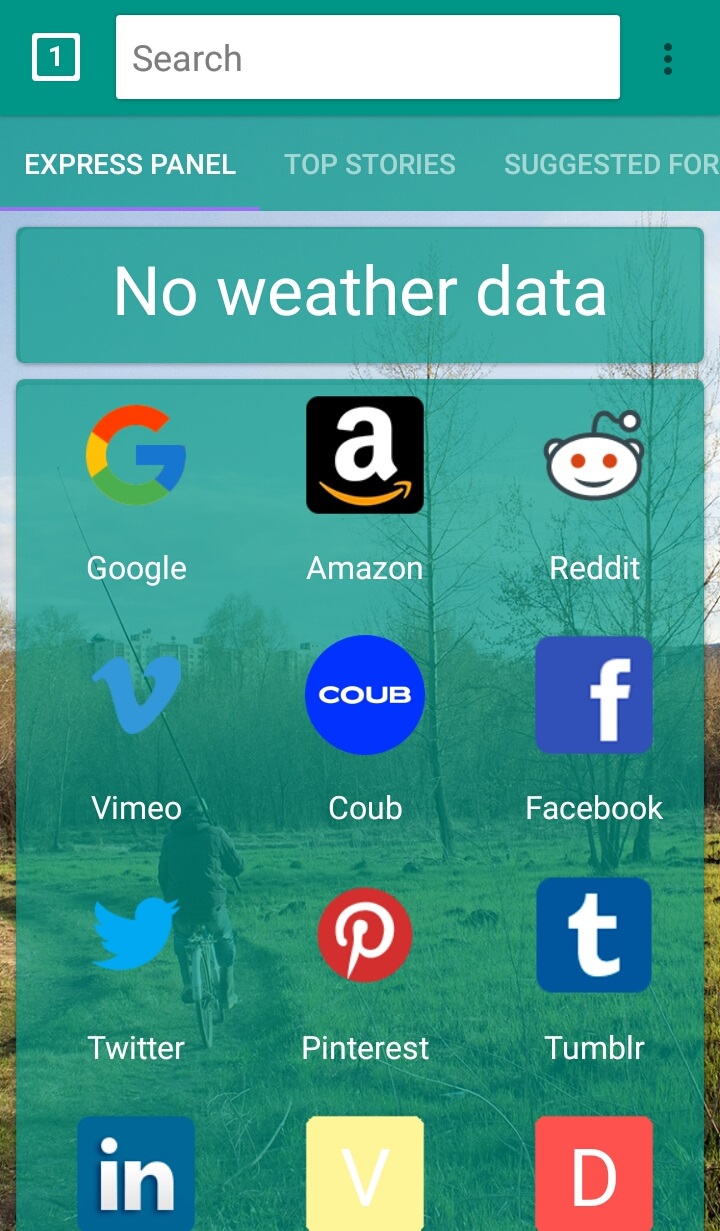 1
Search
EXPRESS PANEL TOP STORIES SUGGESTED FOR
No weather data
a
Google Amazon Reddit
COUB f
Vimeo Coub Facebook
t
Twitter Pinterest Tumblr
in V D